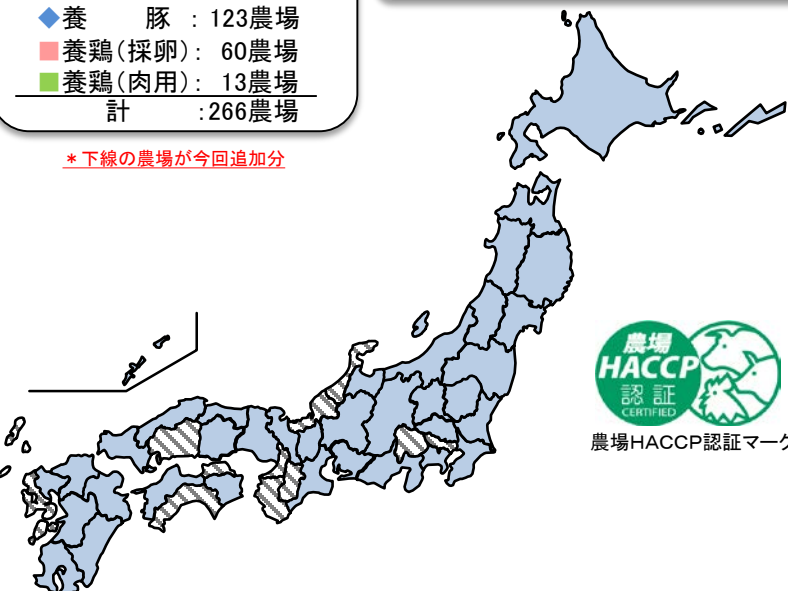 ◆養　　豚 : 123農場
■養鶏(採卵): 60農場
■養鶏(肉用): 13農場
計 :266農場
＊下線の農場が今回追加分
農場
HACCP
認証
CERTIFIED
農場HACCP認証マーク